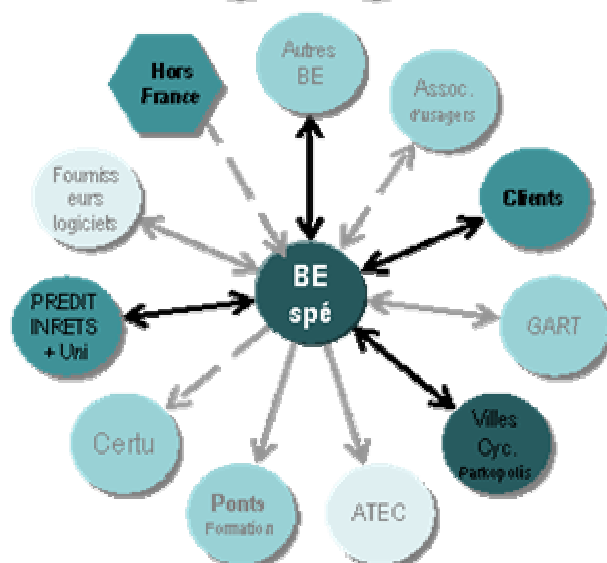 Hors
France
Autres
BE
Assoc.
d'usagers
Fourniss
eurs
logiciels
Clients
BE
spé
PREDIT
INRETS
+ Uni
GART
Certu
Villes
Cyc.
Parkopolis
Ponts
Formation
ATEC